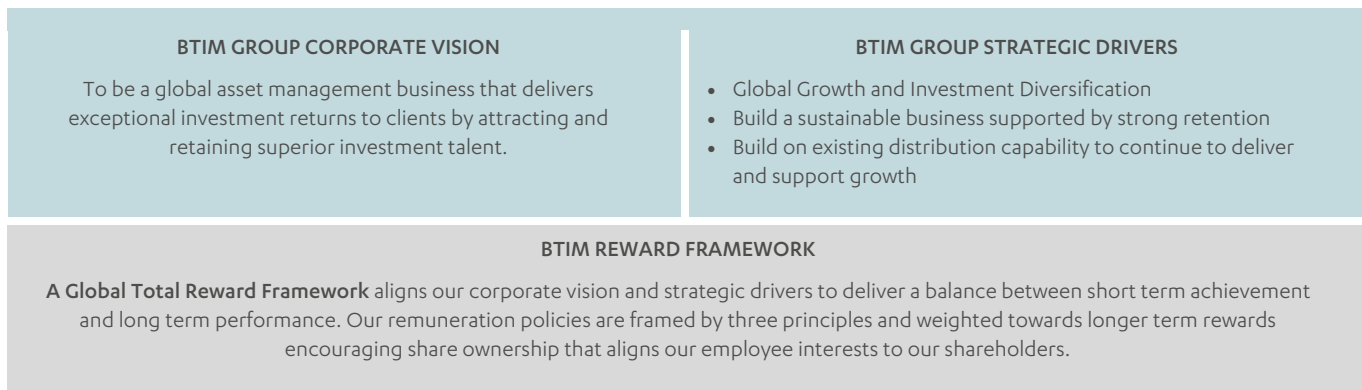 BTIM GROUP CORPORATE VISION
To be a global asset management business that delivers
exceptional investment returns to clients by attracting and
retaining superior investment talent.
BTIM GROUP STRATEGIC DRIVERS
• Global Growth and Investment Diversification
• Build a sustainable business supported by strong retention
• Build on existing distribution capability to continue to deliver
and support growth
BTIM REWARD FRAMEWORK
A Global Total Reward Framework aligns our corporate vision and strategic drivers to deliver a balance between short term achievement
and long term performance. Our remuneration policies are framed by three principles and weighted towards longer term rewards
encouraging share ownership that aligns our employee interests to our shareholders.